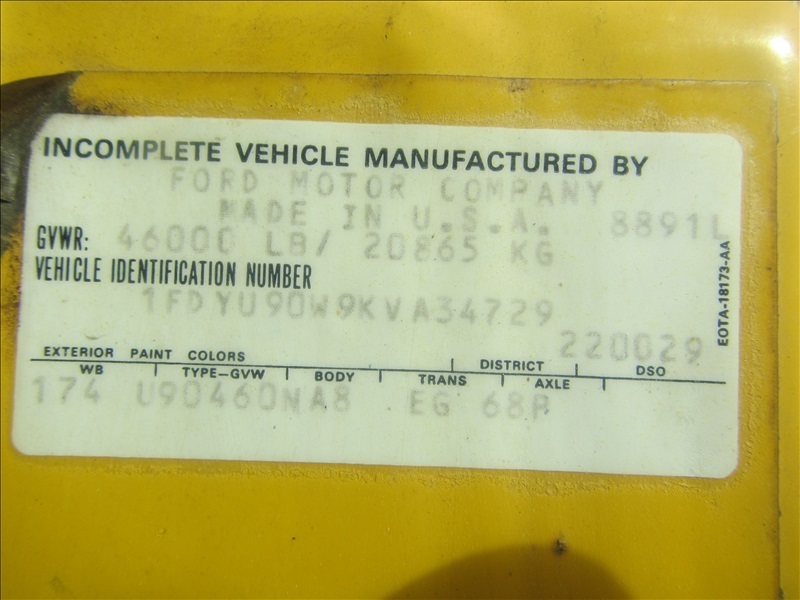 INCOMPLETE VEHICLE MANUFACTURED BY
FORD MOTOR COMPANY
MADE IN U.S.A. 8891L
GVWR: 46000 LB/ 20865 KG
VEHICLE IDENTIFICATION NUMBER
1FDYU90W9KVA34729
EOTA-18173-AA
220029
EXTERIOR PAINT COLORS DISTRICT DSO
WB TYPE-GVW BODY TRANS AXLE
174 U90460NA8 EG 68P